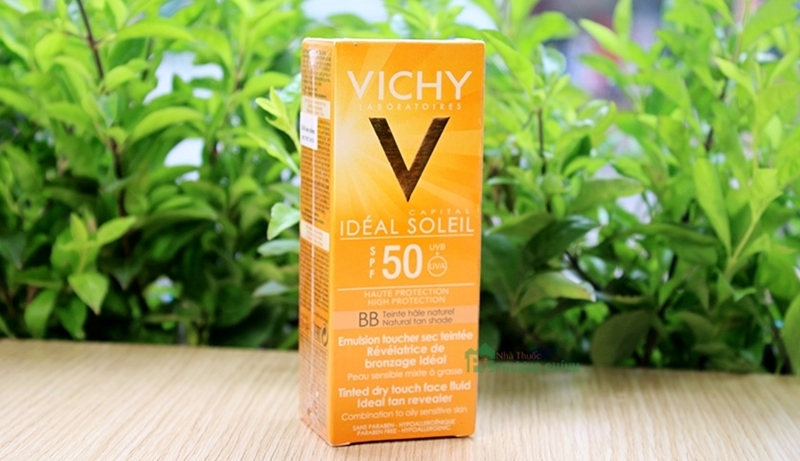 VICHY
LABORATOIRES
CAPITAL
IDÉAL SOLEIL
SPF 50 UVB
UVA
HAUTE PROTECTION
HIGH PROTECTION
BB Teinte hâle naturel
Natural tan shade
Emulsion toucher sec teintée
Révélatrice de
bronzage idéal
Peau sensible mixte à grasse
Tinted dry touch face fluid
Ideal tan revealer
Combination to oily sensitive skin
SANS PARABEN - HYPOALLERGÉNIQUE
PARABEN FREE - HYPOALLERGENIC
Nhà Thuốc